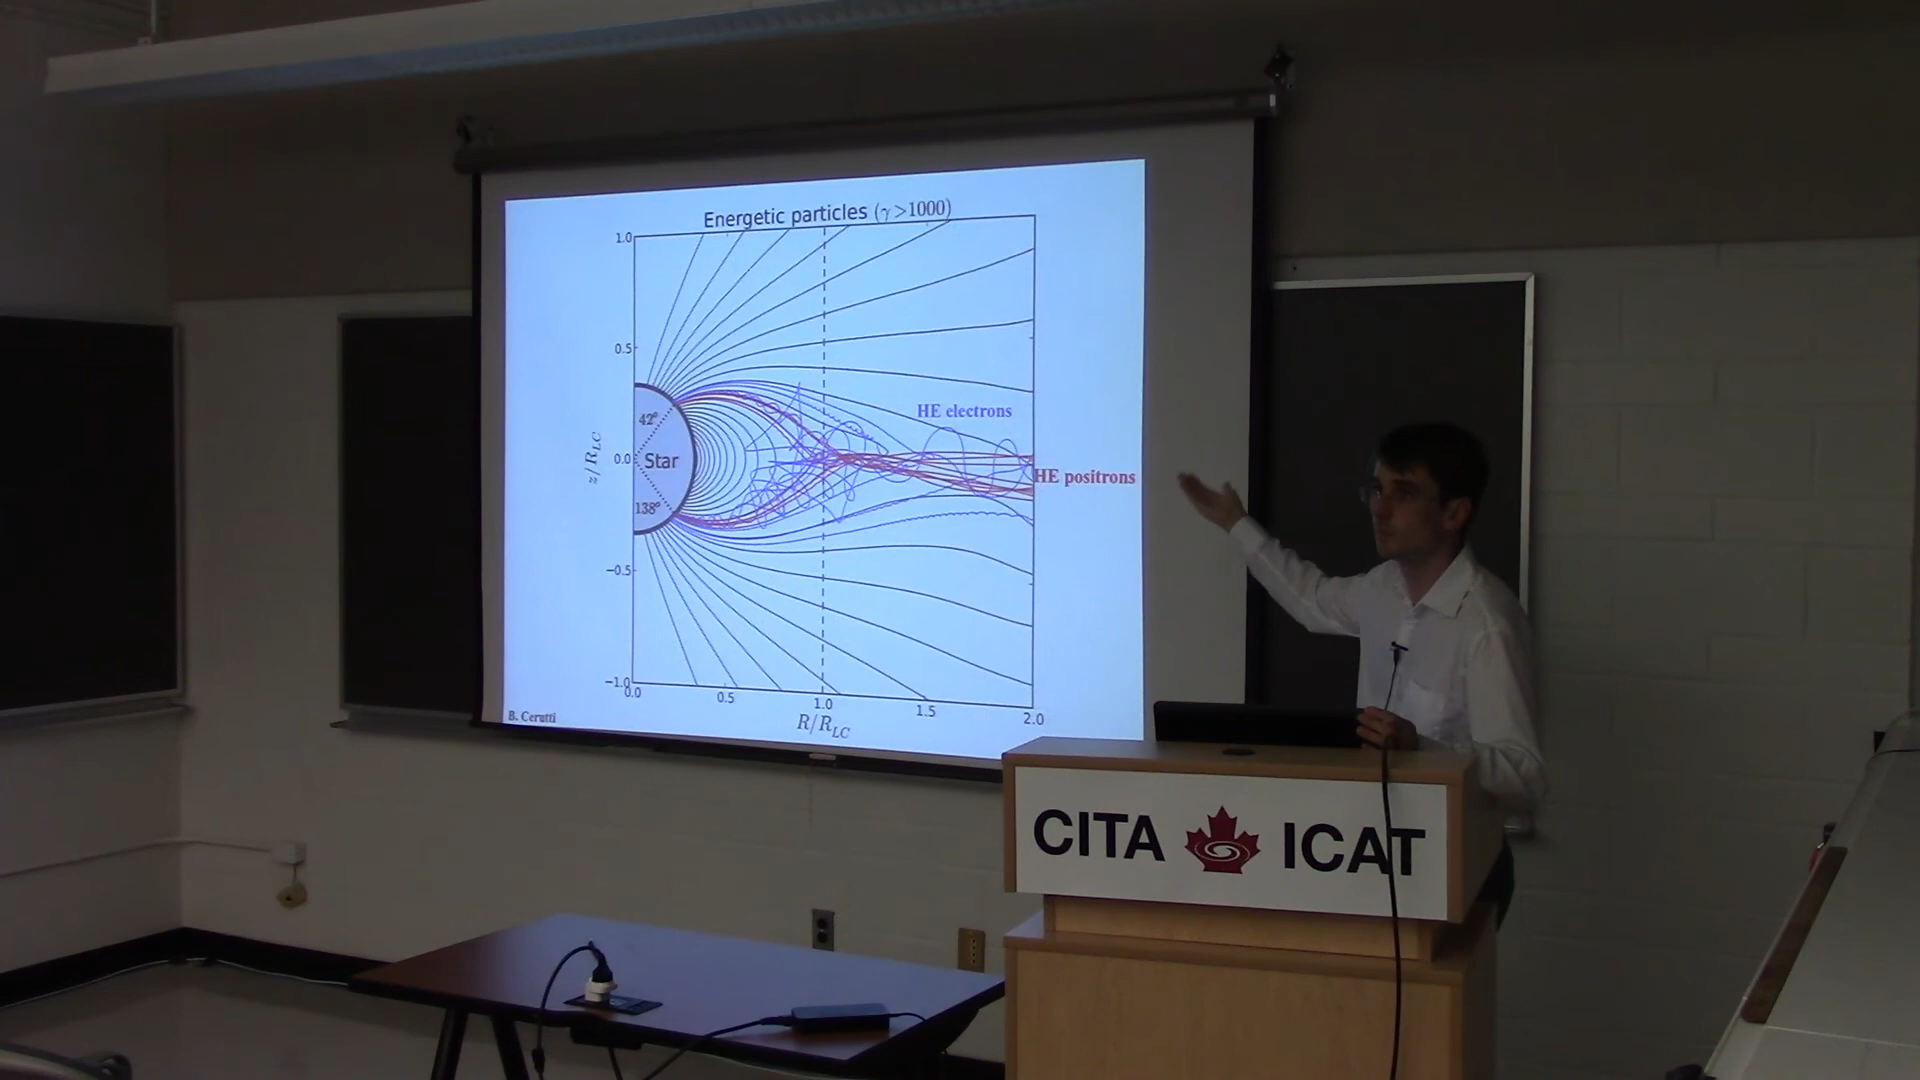 Energetic particles (γ>1000)
1.0
0.5
0.0
−0.5
−1.0
z/R_LC
42°
Star
138°
HE electrons
HE positrons
0.0
0.5
1.0
1.5
2.0
R/R_LC
B. Cerutti
CITA ICAT